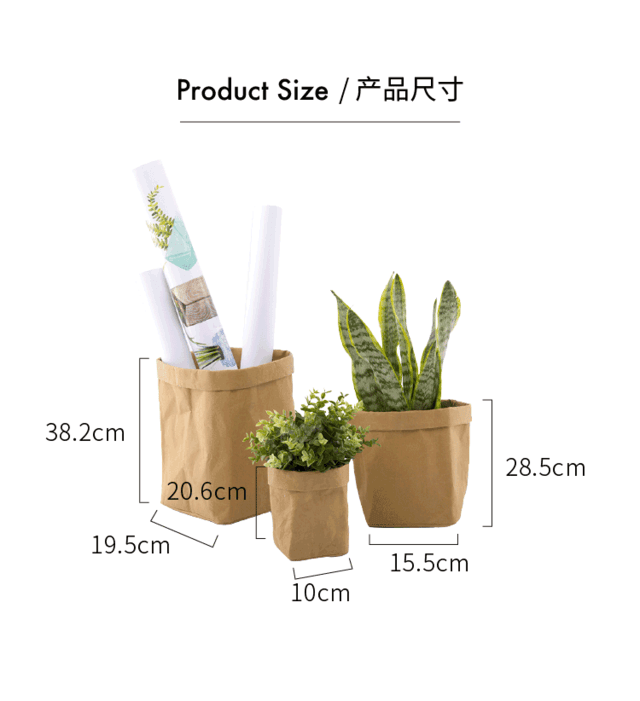 Product Size / 产品尺寸
38.2cm
20.6cm
28.5cm
19.5cm
15.5cm
10cm